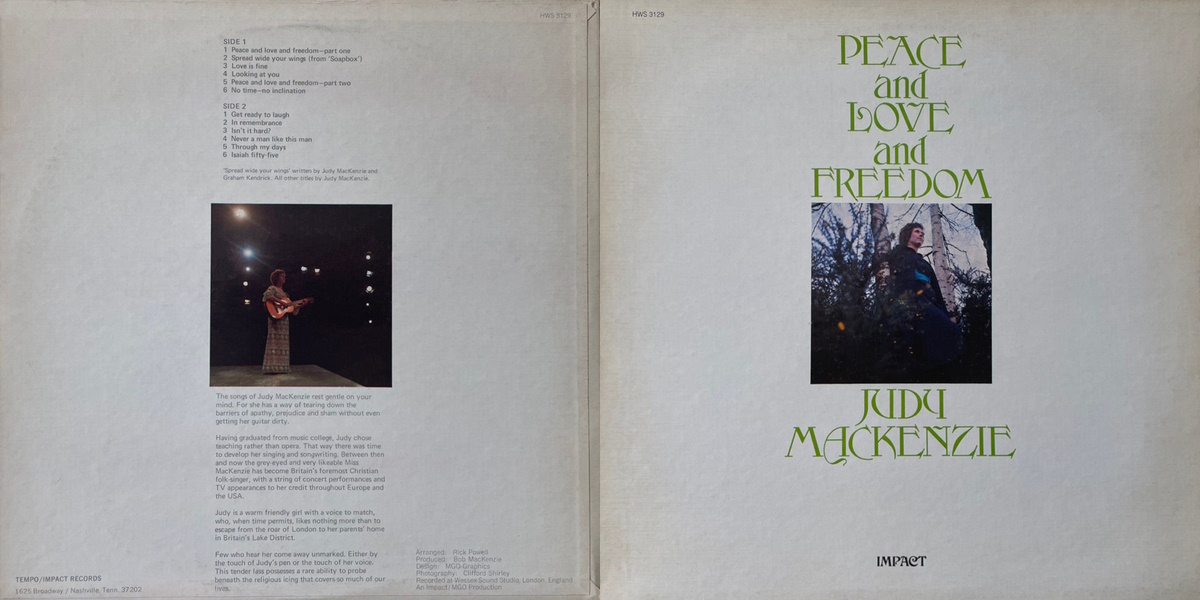 HWS 3129
SIDE 1
1 Peace and love and freedom—part one
2 Spread wide your wings (from 'Soapbox')
3 Love is fine
4 Looking at you
5 Peace and love and freedom—part two
6 No time—no inclination
SIDE 2
1 Get ready to laugh
2 In remembrance
3 Isn't it hard?
4 Never a man like this man
5 Through my days
6 Isaiah fifty-five
'Spread wide your wings' written by Judy MacKenzie and
Graham Kendrick. All other titles by Judy MacKenzie.
The songs of Judy MacKenzie rest gentle on your
mind. For she has a way of tearing down the
barriers of apathy, prejudice and sham without even
getting her guitar dirty.
Having graduated from music college, Judy chose
teaching rather than opera. That way there was time
to develop her singing and songwriting. Between then
and now the grey-eyed and very likeable Miss
MacKenzie has become Britain's foremost Christian
folk-singer, with a string of concert performances and
TV appearances to her credit throughout Europe and
the USA.
Judy is a warm friendly girl with a voice to match,
who, when time permits, likes nothing more than to
escape from the roar of London to her parents' home
in Britain's Lake District.
Few who hear her come away unmarked. Either by
the touch of Judy's pen or the touch of her voice.
This tender lass possesses a rare ability to probe
beneath the religious icing that covers so much of our
lives.
Arranged: Rick Powell
Produced: Bob MacKenzie
Design: MGO Graphics
Photography: Clifford Shirley
Recorded at Wessex Sound Studio, London, England
An Impact/MGO Production
TEMPO/IMPACT RECORDS
1625 Broadway / Nashville, Tenn. 37202
HWS 3129
PEACE
and
LOVE
and
FREEDOM
JUDY
MACKENZIE
IMPACT